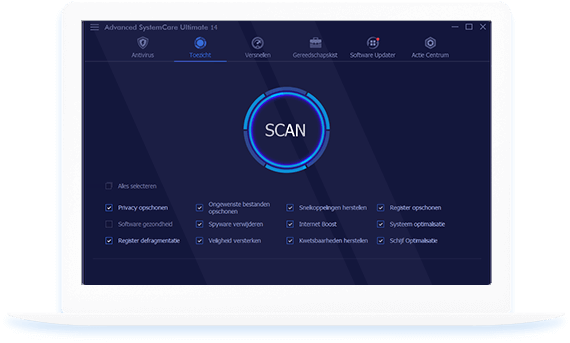 Advanced SystemCare Ultimate 14
Antivirus Toezicht Versnellen Gereedschapskist Software Updater Actie Centrum
SCAN
Alles selecteren
Privacy opschonen Ongewenste bestanden opschonen Snelkoppelingen herstellen Register opschonen
Software gezondheid Spyware verwijderen Internet Boost Systeem optimalisatie
Register defragmentatie Veiligheid versterken Kwetsbaarheden herstellen Schijf Optimalisatie